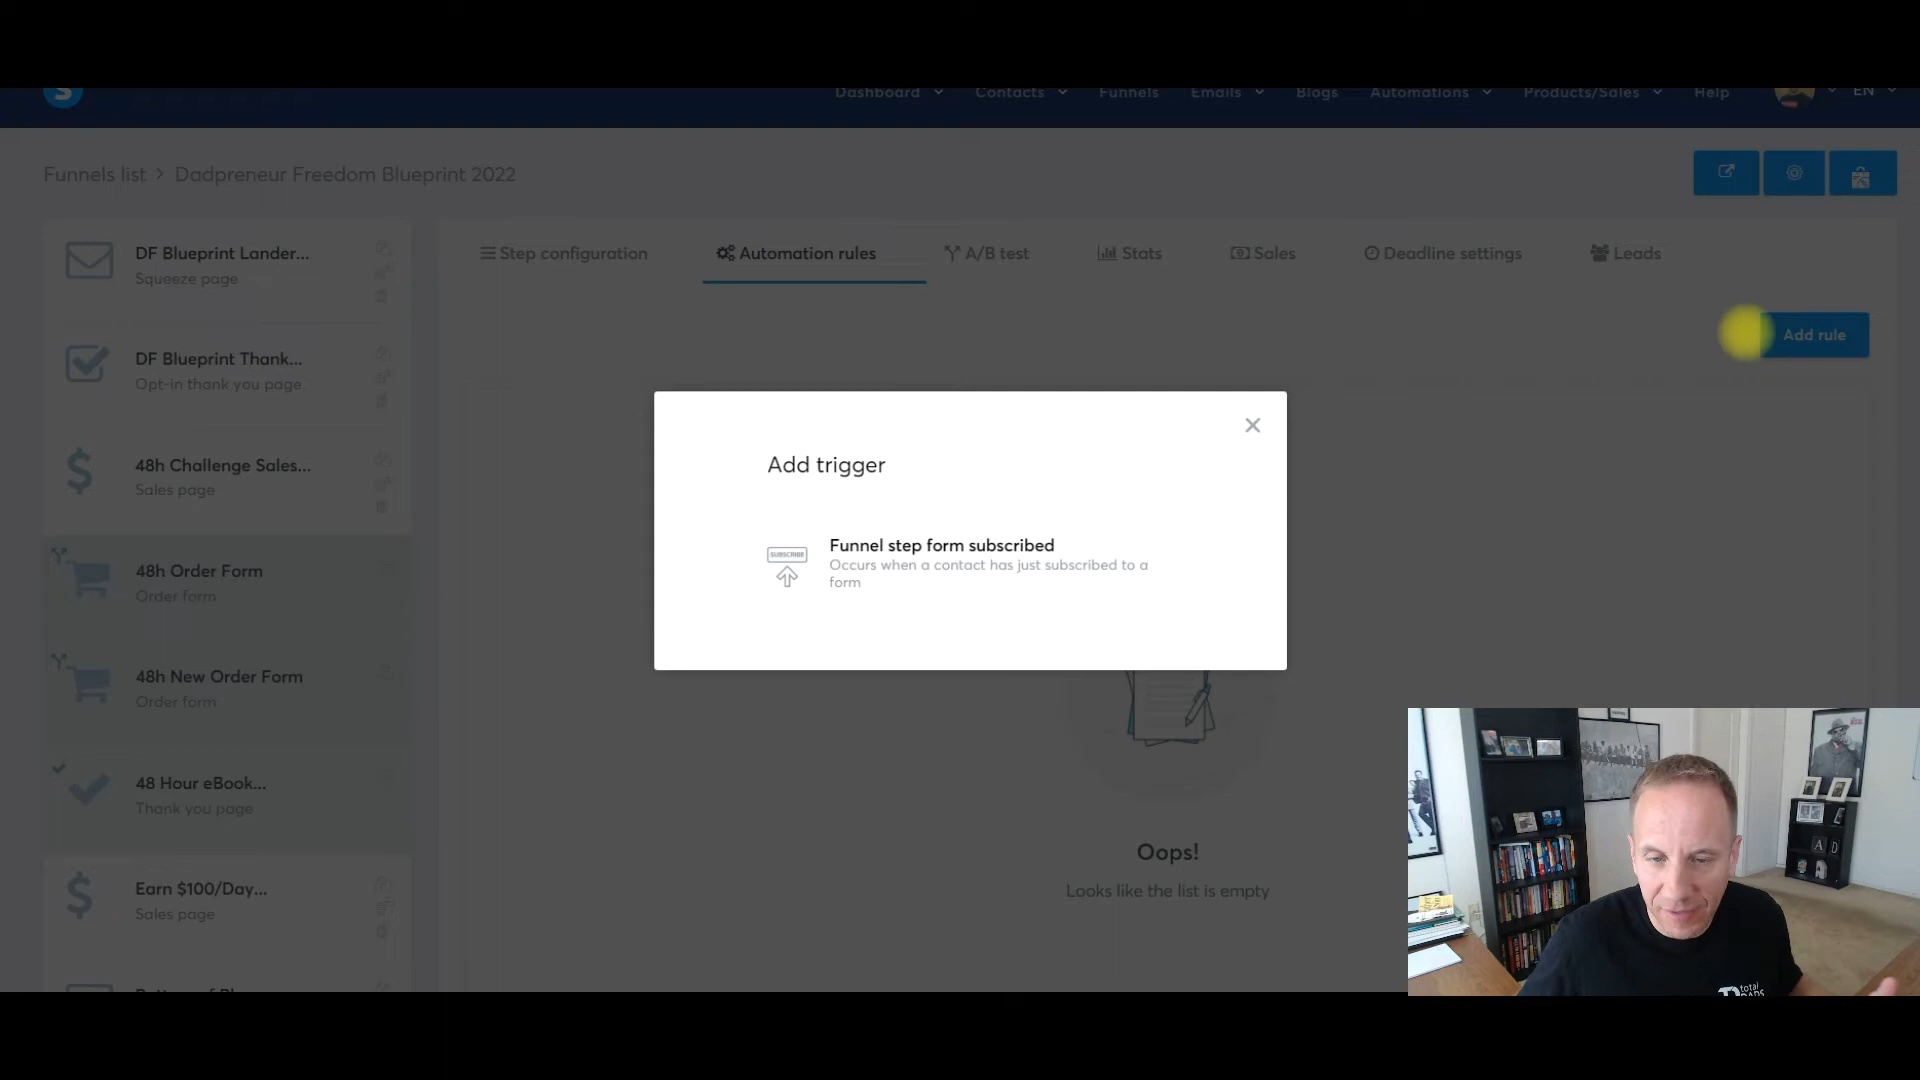 S
Dashboard Contacts Funnels Emails Blogs Automations Products/Sales Help EN
Funnels list > Dadpreneur Freedom Blueprint 2022
DF Blueprint Lander...
Squeeze page
DF Blueprint Thank...
Opt-in thank you page
48h Challenge Sales...
Sales page
48h Order Form
Order form
48h New Order Form
Order form
48 Hour eBook...
Thank you page
Earn $100/Day...
Sales page
Step configuration Automation rules A/B test Stats Sales Deadline settings Leads
Add rule
Add trigger
SUBSCRIBE
Funnel step form subscribed
Occurs when a contact has just subscribed to a
form
Oops!
Looks like the list is empty
A D
total